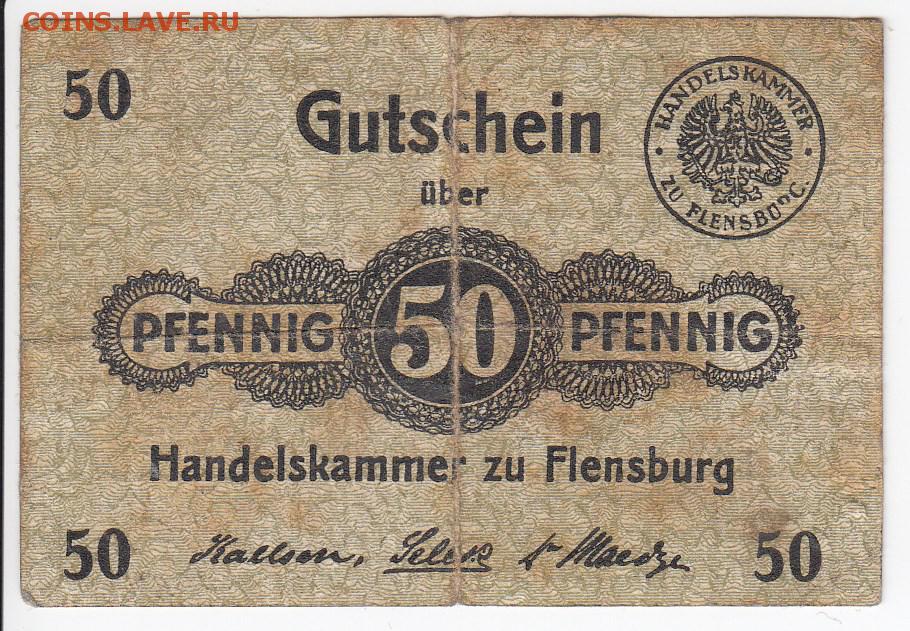 COINS.LAVE.RU
50
Gutschein
HANDELSKAMMER
ZU FLENSBURG.
über
PFENNIG 50 PFENNIG
Handelskammer zu Flensburg
50
50